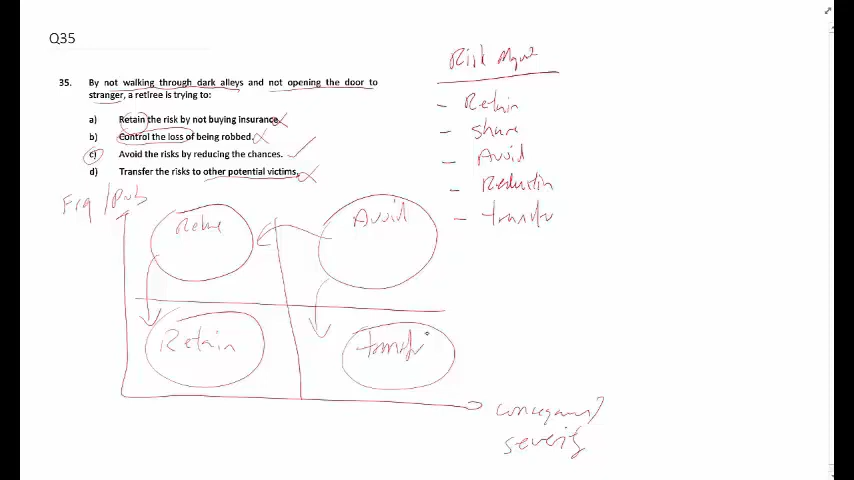 Q35
Risk Mgmt
35. By not walking through dark alleys and not opening the door to
stranger, a retiree is trying to:
a) Retain the risk by not buying insurance.
b) Control the loss of being robbed.
c) Avoid the risks by reducing the chances.
d) Transfer the risks to other potential victims.
- Retain
- share
- Avoid
- Reduction
- transfer
Frq / Prob
Avoid
Retain
transfer
severity